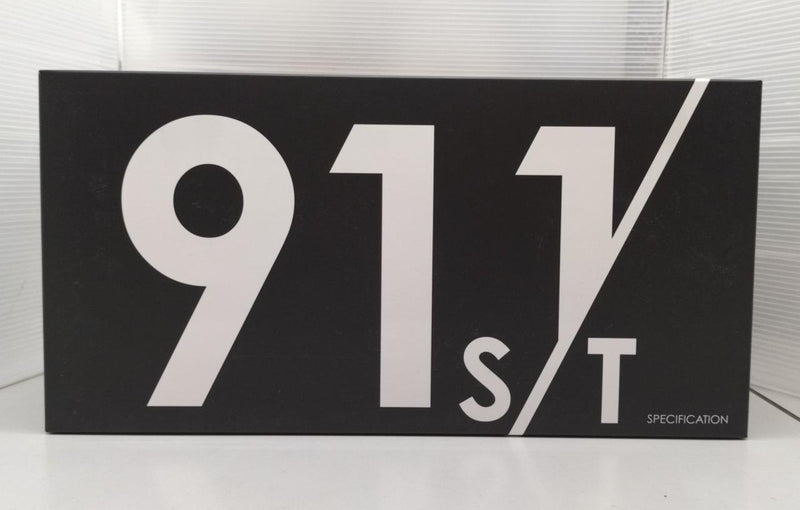 911
S/T
SPECIFICATION